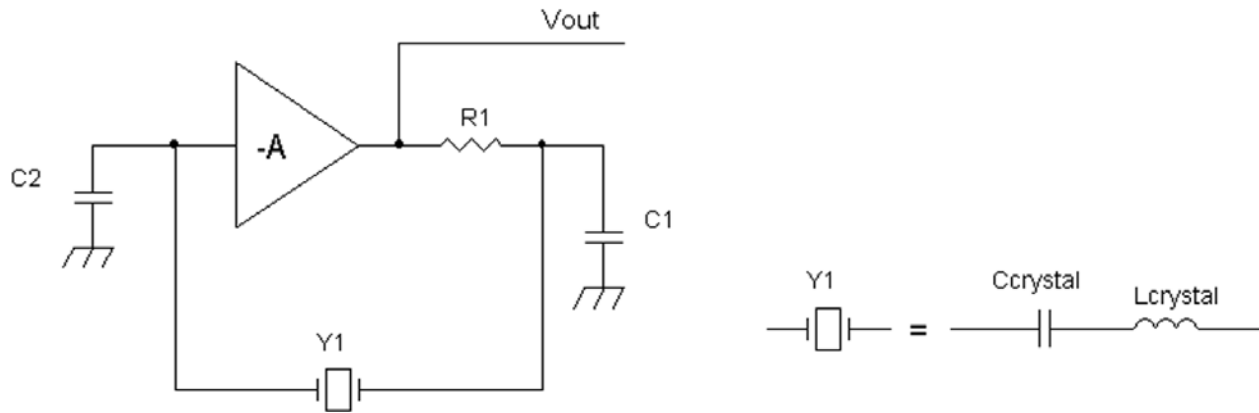 Vout
R1
-A
C2
C1
Y1
Y1
=
Ccrystal
Lcrystal